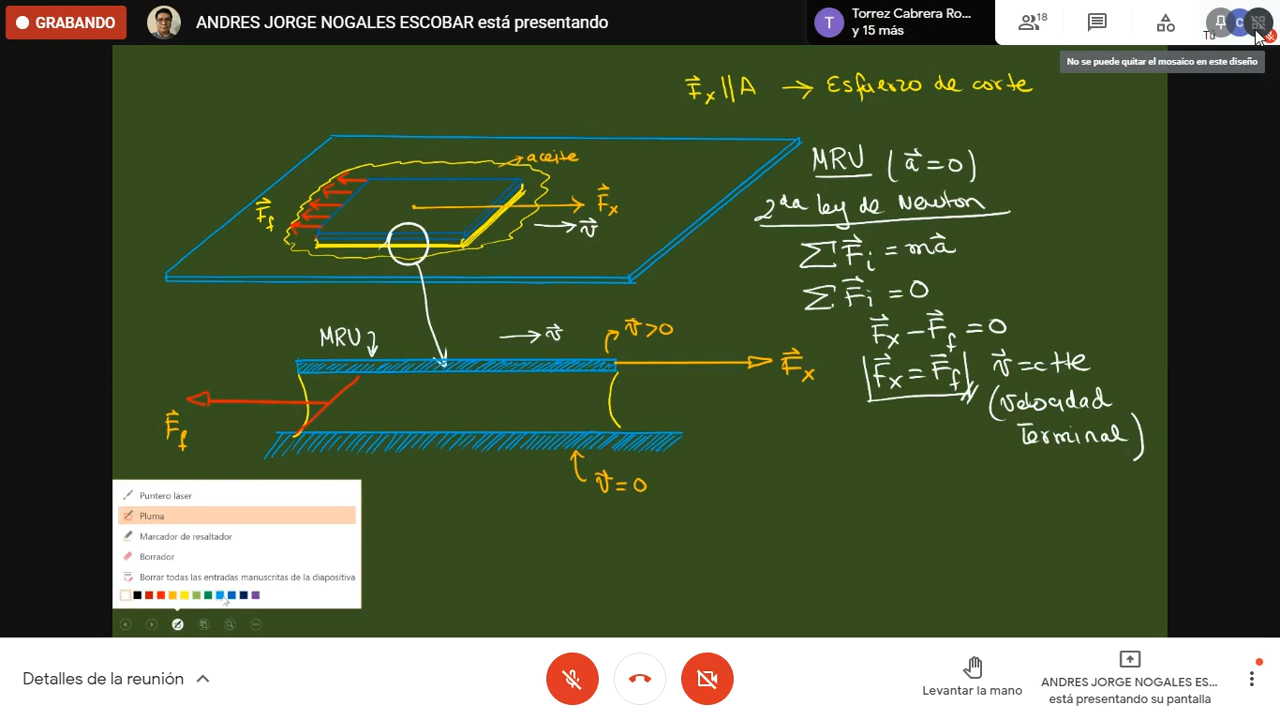 GRABANDO
ANDRES JORGE NOGALES ESCOBAR está presentando
T
Torrez Cabrera Ro...
y 15 más
18
C
Tú
No se puede quitar el mosaico en este diseño
F⃗x // A → Esfuerzo de corte
aceite
F⃗f
F⃗x
v⃗
MRU (a⃗ = 0)
2da ley de Newton
ΣF⃗i = ma⃗
ΣF⃗i = 0
F⃗x - F⃗f = 0
F⃗x = F⃗f
v⃗ = ctte
(velocidad
Terminal)
MRU
v⃗
v⃗ > 0
F⃗x
F⃗f
v⃗ = 0
Puntero láser
Pluma
Marcador de resaltador
Borrador
Borrar todas las entradas manuscritas de la diapositiva
Detalles de la reunión
Levantar la mano
ANDRES JORGE NOGALES ES...
está presentando su pantalla